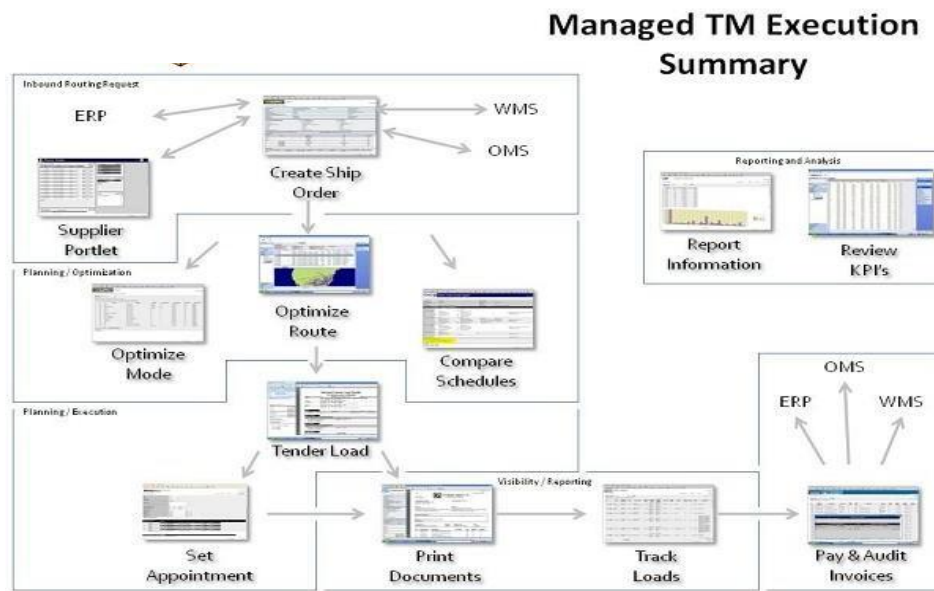 Managed TM Execution
Summary
Inbound Routing Request
ERP
WMS
OMS
Create Ship
Order
Supplier
Portlet
Reporting and Analysis
Report
Information
Review
KPI's
Planning / Optimization
Optimize
Mode
Optimize
Route
Compare
Schedules
Planning / Execution
Tender Load
OMS
ERP
WMS
Visibility / Reporting
Set
Appointment
Print
Documents
Track
Loads
Pay & Audit
Invoices